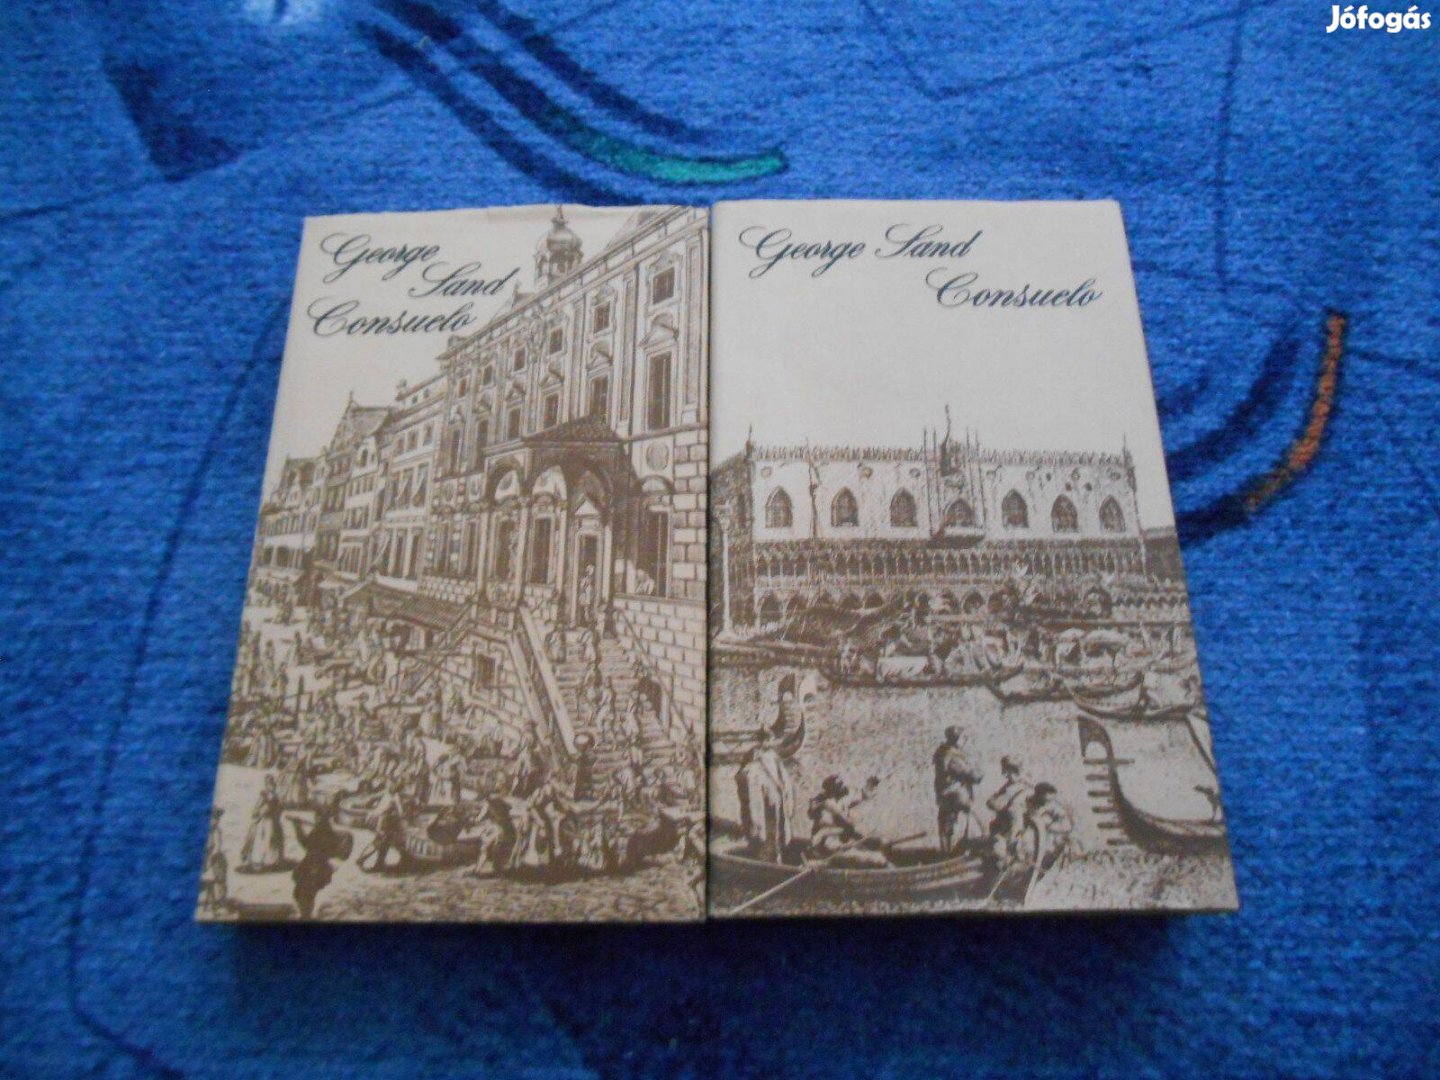 Jófogás
George
Sand
Consuelo
George Sand
Consuelo